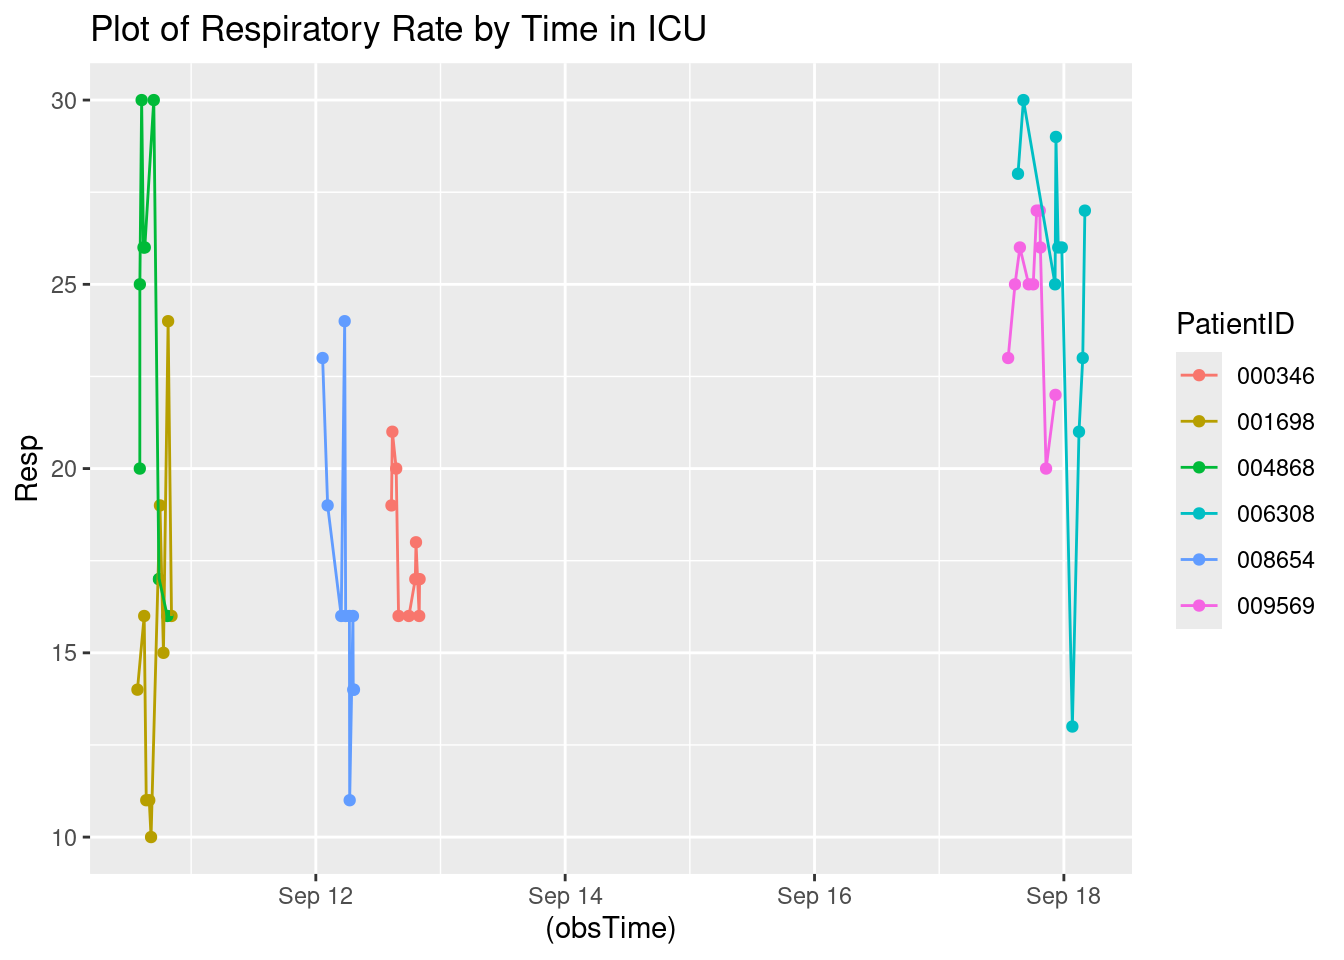 Plot of Respiratory Rate by Time in ICU
30
25
20
15
10
Resp
Sep 12
Sep 14
Sep 16
Sep 18
(obsTime)
PatientID
000346
001698
004868
006308
008654
009569